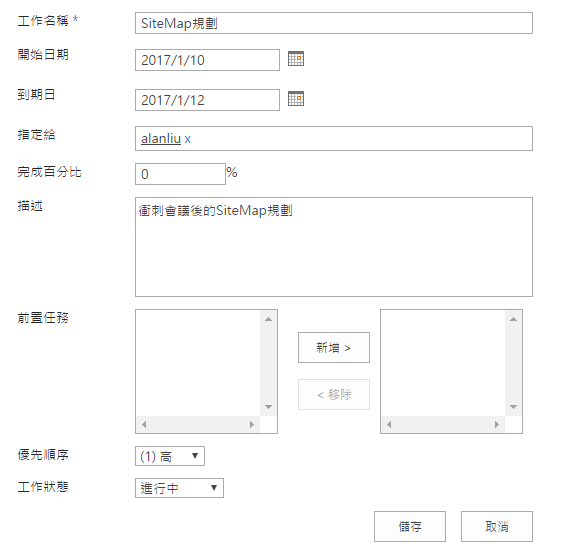 工作名稱 * SiteMap規劃
開始日期 2017/1/10
到期日 2017/1/12
指定給 alanliu x
完成百分比 0 %
描述 衝刺會議後的SiteMap規劃
前置任務
新增 >
< 移除
優先順序 (1) 高
工作狀態 進行中
儲存 取消